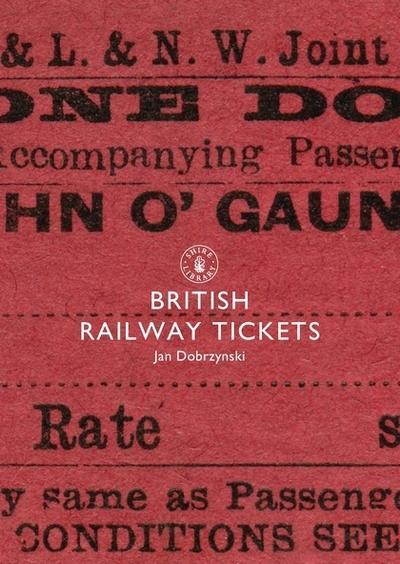 & L. & N. W. Joint
ONE DO
ccompanying Passen
HN O' GAUN
SHIRE LIBRARY
BRITISH
RAILWAY TICKETS
Jan Dobrzynski
Rate s
y same as Passenge
CONDITIONS SEE